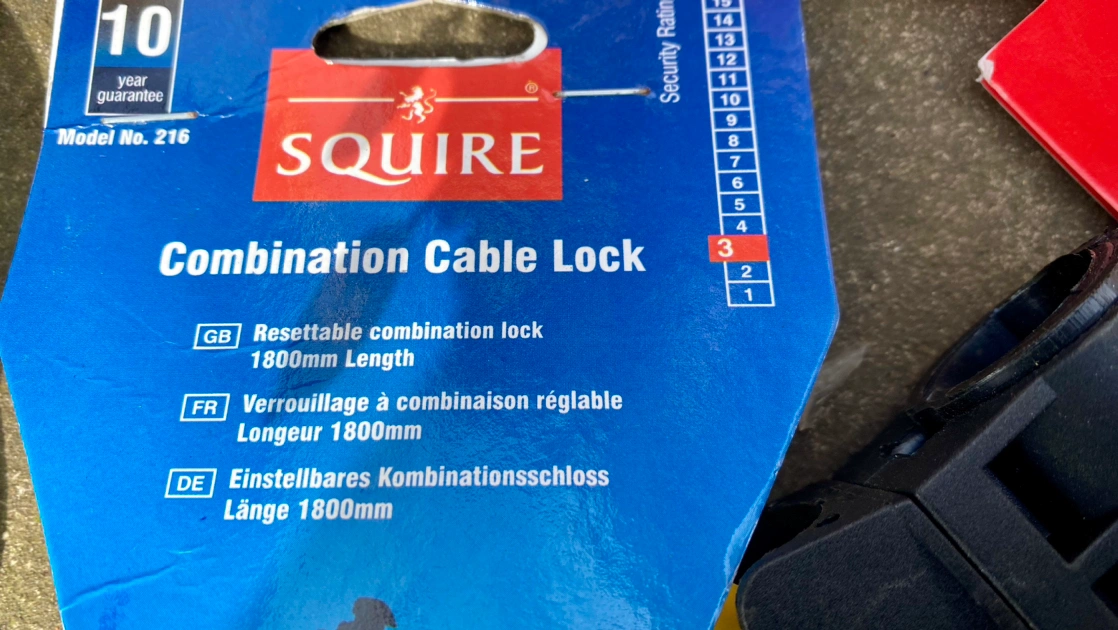 10
year
guarantee
Model No. 216
®
SQUIRE
Combination Cable Lock
GB Resettable combination lock
1800mm Length
FR Verrouillage à combinaison réglable
Longeur 1800mm
DE Einstellbares Kombinationsschloss
Länge 1800mm
Security Rating
15
14
13
12
11
10
9
8
7
6
5
4
3
2
1